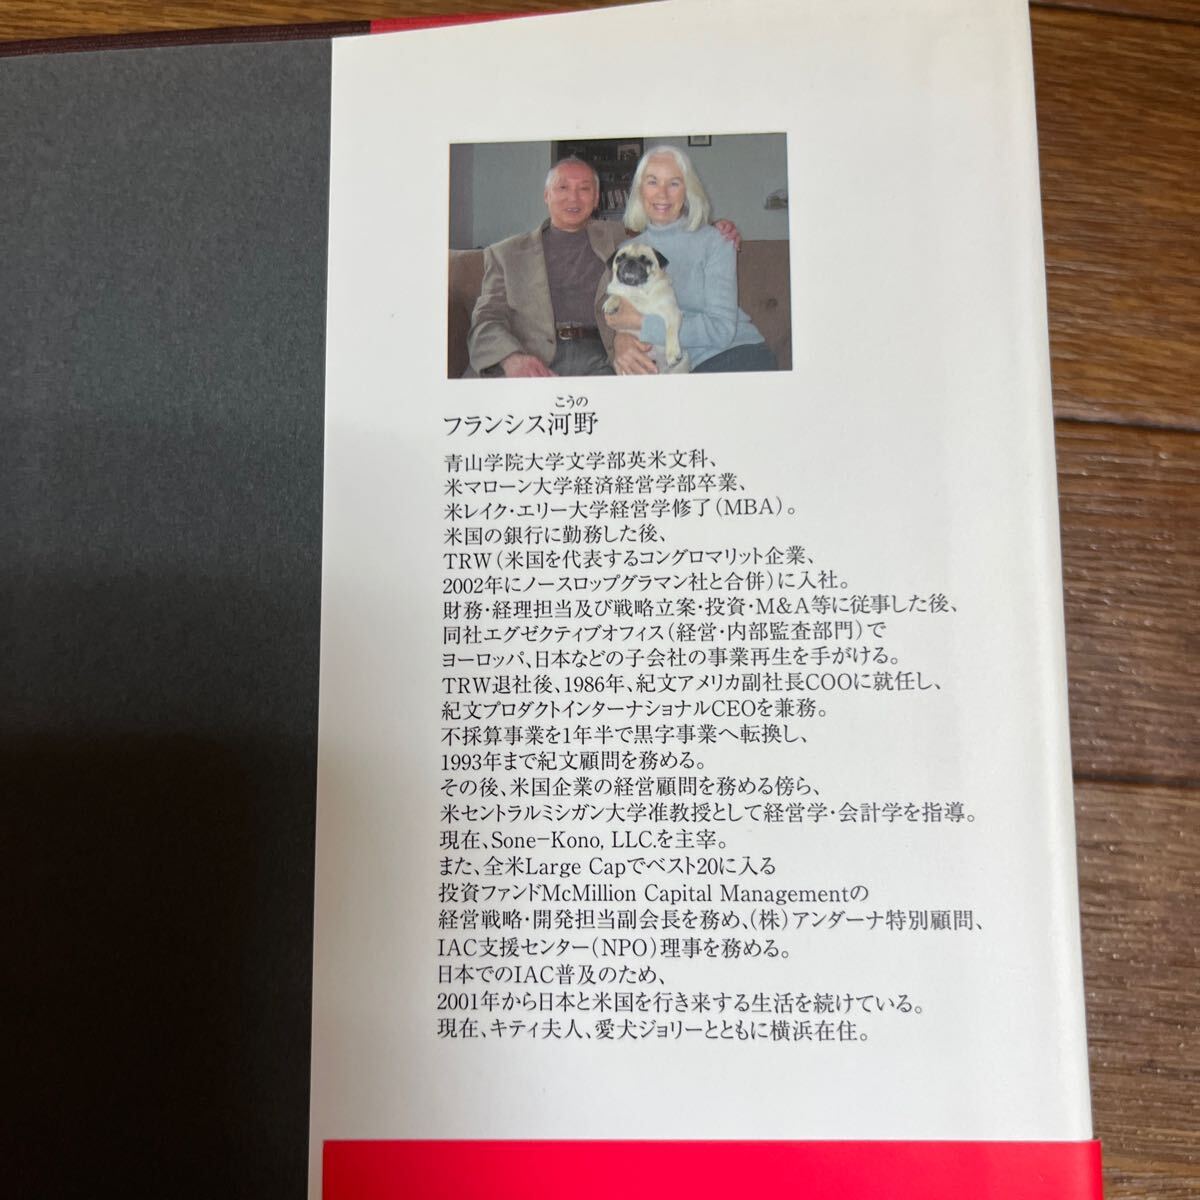 こうの
フランシス河野
青山学院大学文学部英米文科、
米マローン大学経済経営学部卒業、
米レイク・エリー大学経営学修了(MBA)。
米国の銀行に勤務した後、
TRW(米国を代表するコングロマリット企業、
2002年にノースロップグラマン社と合併)に入社。
財務・経理担当及び戦略立案・投資・M&A等に従事した後、
同社エグゼクティブオフィス(経営・内部監査部門)で
ヨーロッパ、日本などの子会社の事業再生を手がける。
TRW退社後、1986年、紀文アメリカ副社長COOに就任し、
紀文プロダクトインターナショナルCEOを兼務。
不採算事業を1年半で黒字事業へ転換し、
1993年まで紀文顧問を務める。
その後、米国企業の経営顧問を務める傍ら、
米セントラルミシガン大学准教授として経営学・会計学を指導。
現在、Sone-Kono, LLC.を主宰。
また、全米Large Capでベスト20に入る
投資ファンドMcMillion Capital Managementの
経営戦略・開発担当副会長を務め、(株)アンダーナ特別顧問、
IAC支援センター(NPO)理事を務める。
日本でのIAC普及のため、
2001年から日本と米国を行き来する生活を続けている。
現在、キティ夫人、愛犬ジョリーとともに横浜在住。